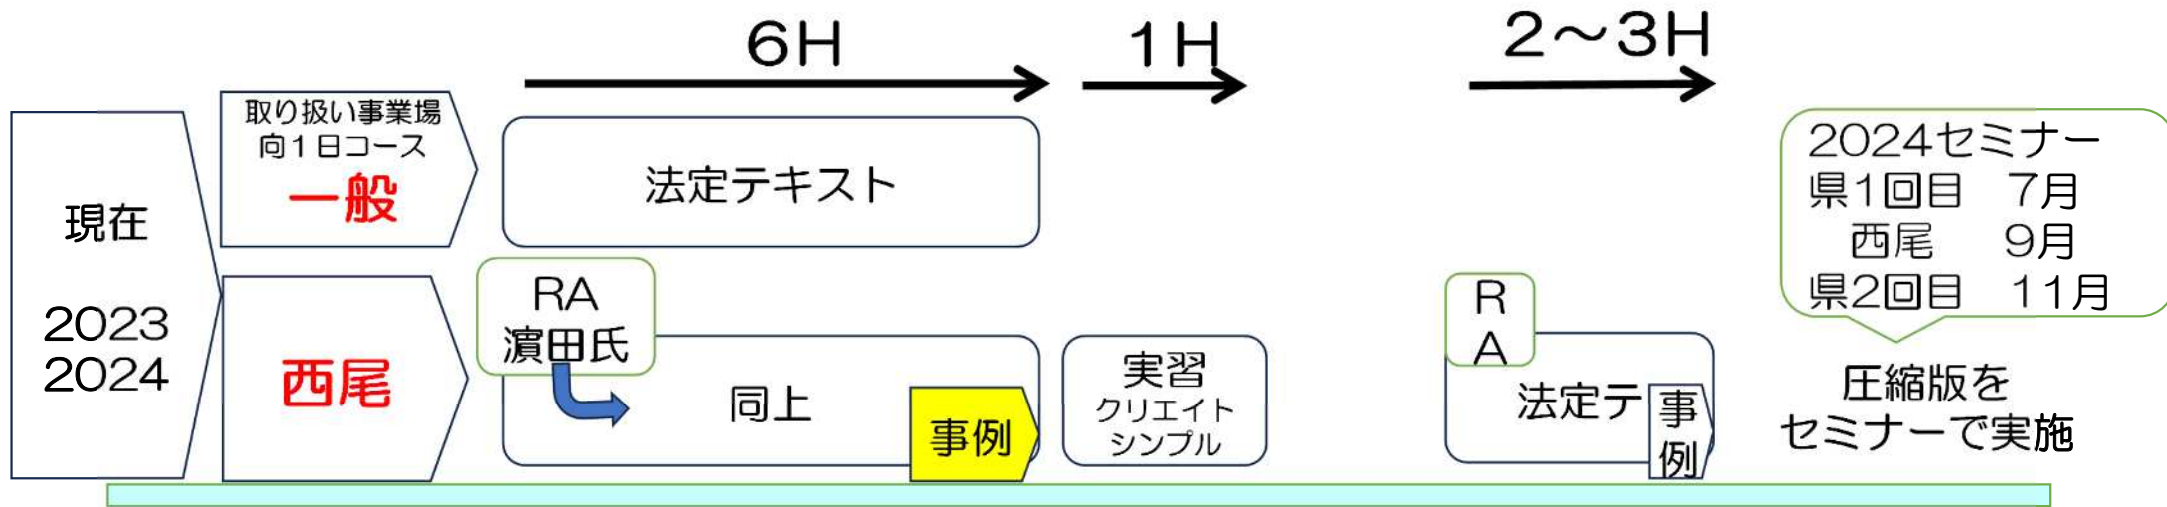 6H
1H
2～3H
現在
2023
2024
取り扱い事業場
向1日コース
一般
法定テキスト
西尾
RA
濵田氏
同上
事例
実習
クリエイト
シンプル
R
A
法定テ
事
例
2024セミナー
県1回目　7月
西尾　9月
県2回目　11月
圧縮版を
セミナーで実施